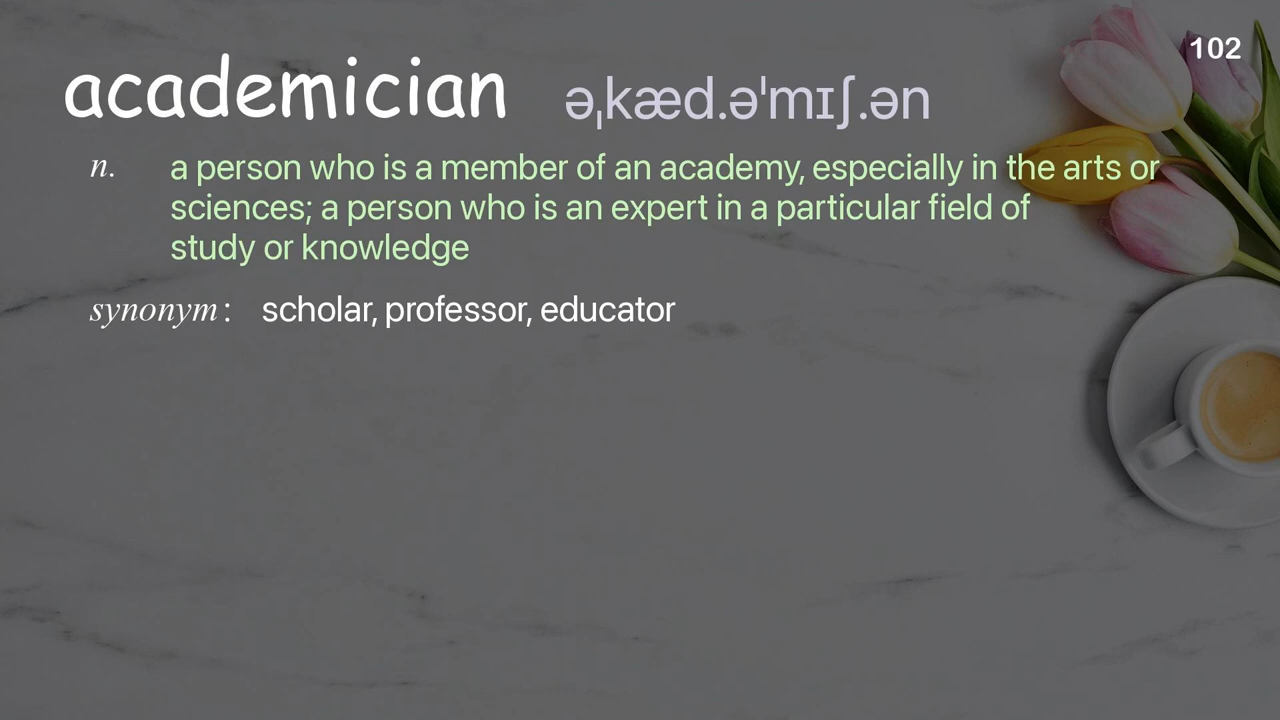 102
academician əˌkæd.əˈmɪʃ.ən
n. a person who is a member of an academy, especially in the arts or
sciences; a person who is an expert in a particular field of
study or knowledge
synonym: scholar, professor, educator